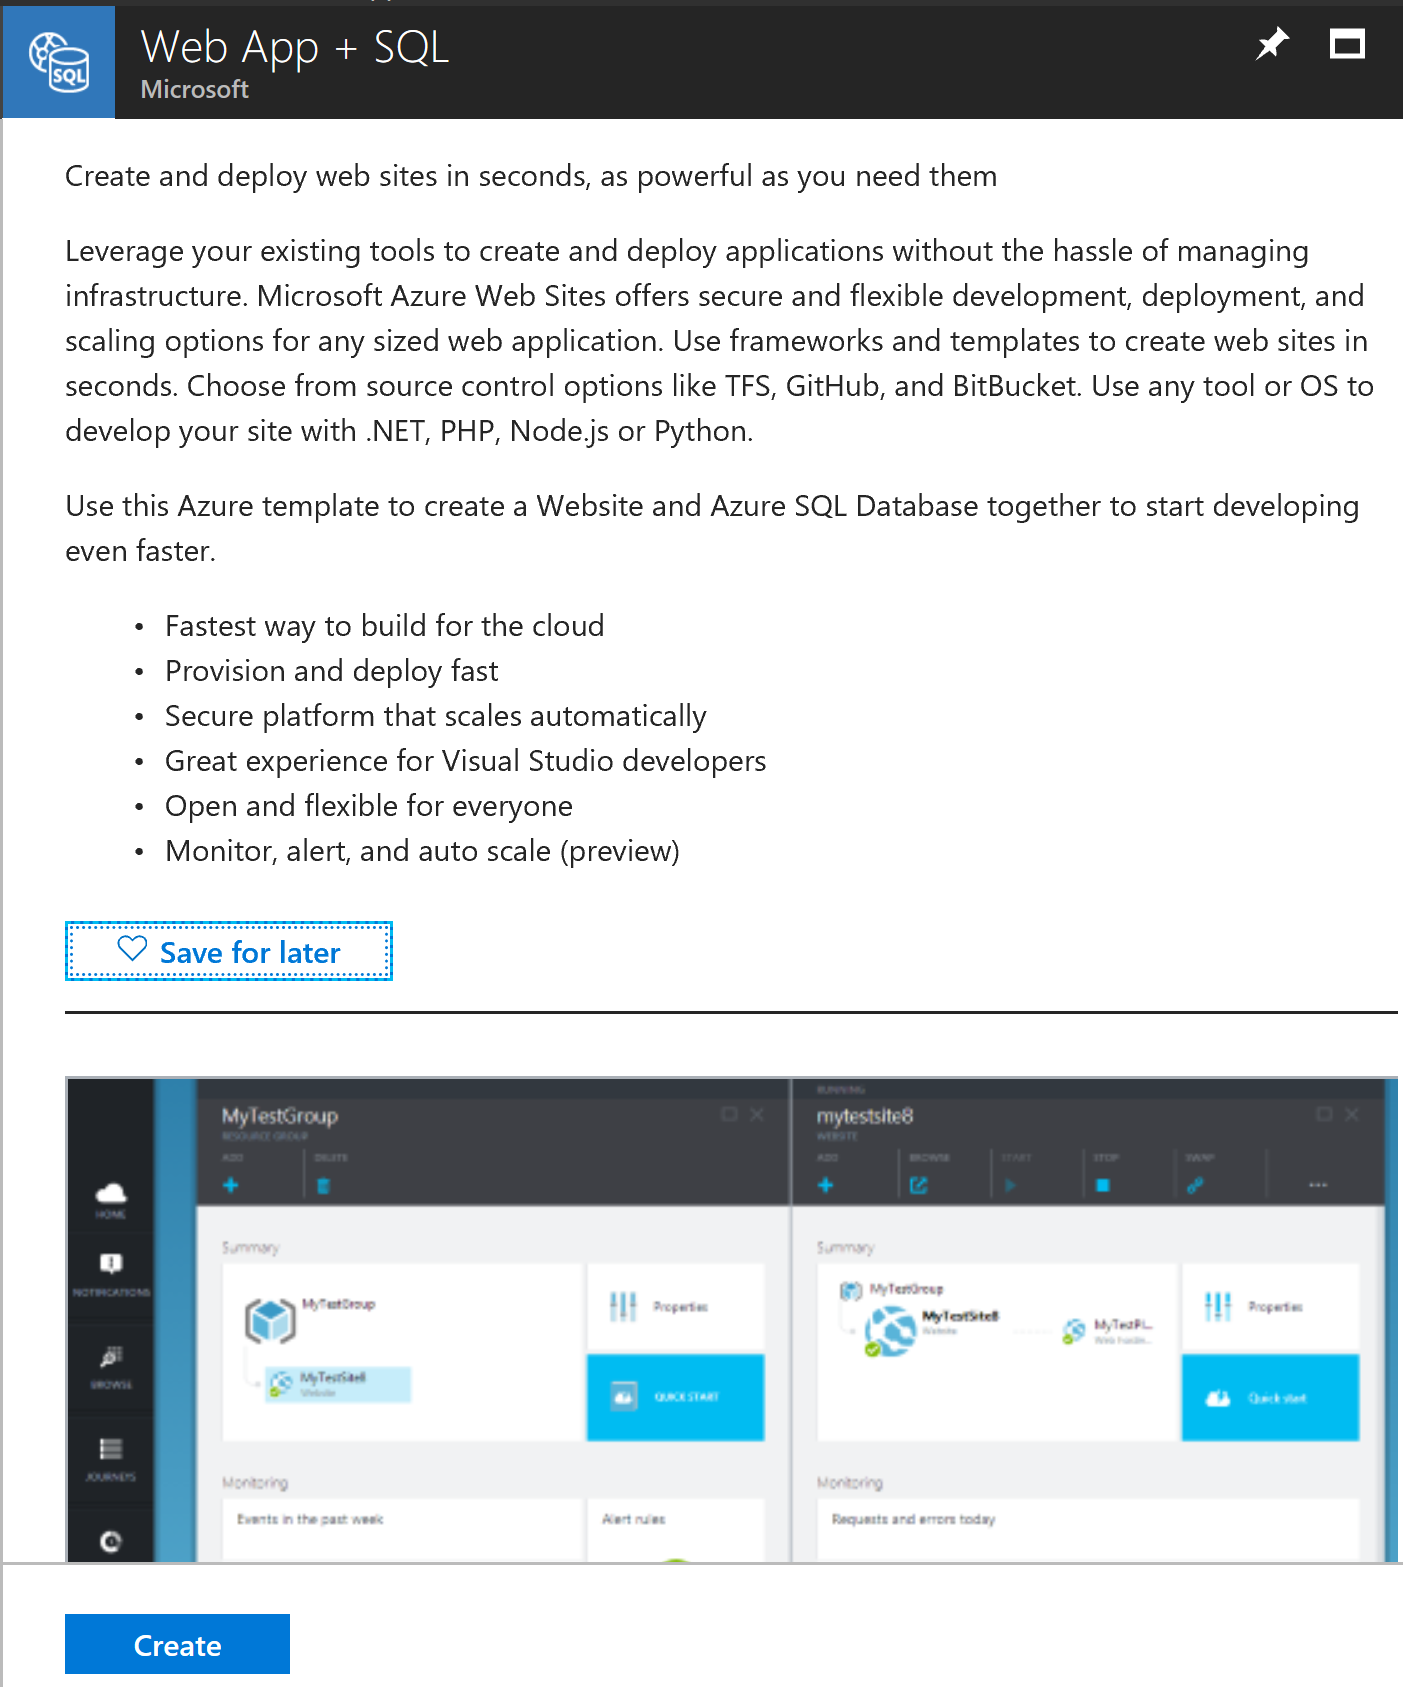 Web App + SQL
Microsoft
Create and deploy web sites in seconds, as powerful as you need them
Leverage your existing tools to create and deploy applications without the hassle of managing
infrastructure. Microsoft Azure Web Sites offers secure and flexible development, deployment, and
scaling options for any sized web application. Use frameworks and templates to create web sites in
seconds. Choose from source control options like TFS, GitHub, and BitBucket. Use any tool or OS to
develop your site with .NET, PHP, Node.js or Python.
Use this Azure template to create a Website and Azure SQL Database together to start developing
even faster.
• Fastest way to build for the cloud
• Provision and deploy fast
• Secure platform that scales automatically
• Great experience for Visual Studio developers
• Open and flexible for everyone
• Monitor, alert, and auto scale (preview)
Save for later
MyTestGroup
RESOURCE GROUP
ADD DELETE
RUNNING
mytestsite8
WEBSITE
ADD BROWSE START STOP SWAP
HOME
NOTIFICATIONS
BROWSE
JOURNEYS
Summary
MyTestGroup
MyTestSite8
Website
Properties
QUICK START
Monitoring
Events in the past week
Alert rules
Summary
MyTestGroup
MyTestSite8
Website
MyTestPl...
Web hostin...
Properties
Quick start
Monitoring
Requests and errors today
Create
SQL